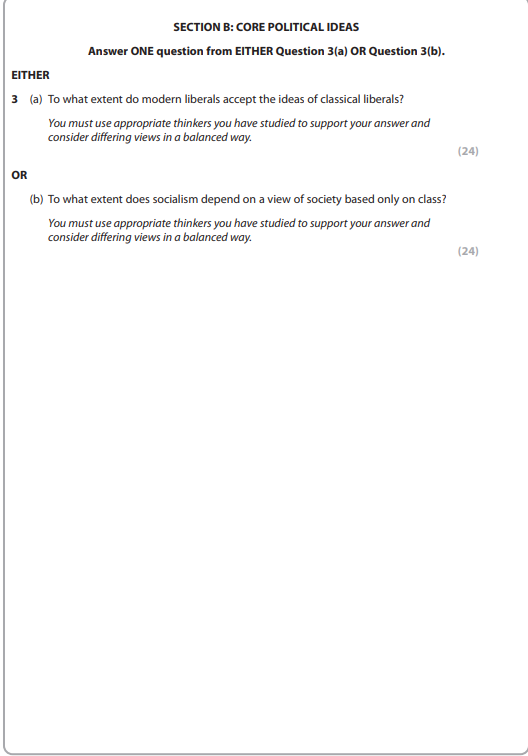 SECTION B: CORE POLITICAL IDEAS
Answer ONE question from EITHER Question 3(a) OR Question 3(b).
EITHER
3 (a) To what extent do modern liberals accept the ideas of classical liberals?
You must use appropriate thinkers you have studied to support your answer and
consider differing views in a balanced way.
(24)
OR
(b) To what extent does socialism depend on a view of society based only on class?
You must use appropriate thinkers you have studied to support your answer and
consider differing views in a balanced way.
(24)